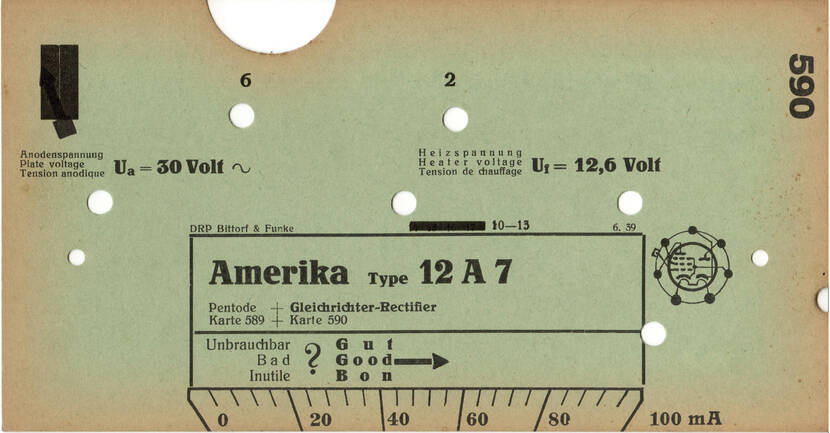 590
6 2
Anodenspannung
Plate voltage
Tension anodique
Ua = 30 Volt ~
Heizspannung
Heater voltage
Tension de chauffage
Uf = 12,6 Volt
DRP Bittorf & Funke 10—13 6. 39
Amerika Type 12 A 7
Pentode + Gleichrichter-Rectifier
Karte 589 + Karte 590
Unbrauchbar ? Gut
Bad Good
Inutile Bon
0 20 40 60 80 100 mA